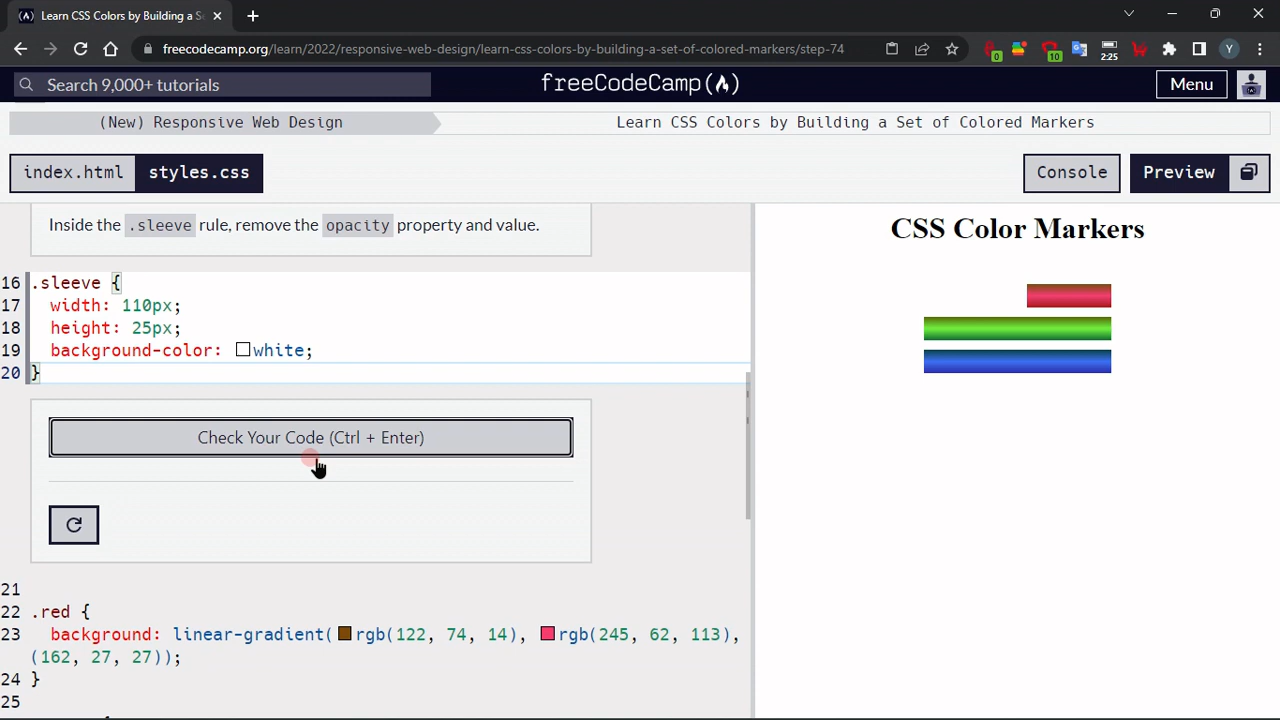 Learn CSS Colors by Building a S
freecodecamp.org/learn/2022/responsive-web-design/learn-css-colors-by-building-a-set-of-colored-markers/step-74
0
10
2:25
Y
Search 9,000+ tutorials
freeCodeCamp(🔥)
Menu
(New) Responsive Web Design
Learn CSS Colors by Building a Set of Colored Markers
index.html
styles.css
Console
Preview
Inside the .sleeve rule, remove the opacity property and value.
CSS Color Markers
16 .sleeve {
17 width: 110px;
18 height: 25px;
19 background-color: white;
20 }
Check Your Code (Ctrl + Enter)
21
22 .red {
23 background: linear-gradient(rgb(122, 74, 14), rgb(245, 62, 113),
(162, 27, 27));
24 }
25